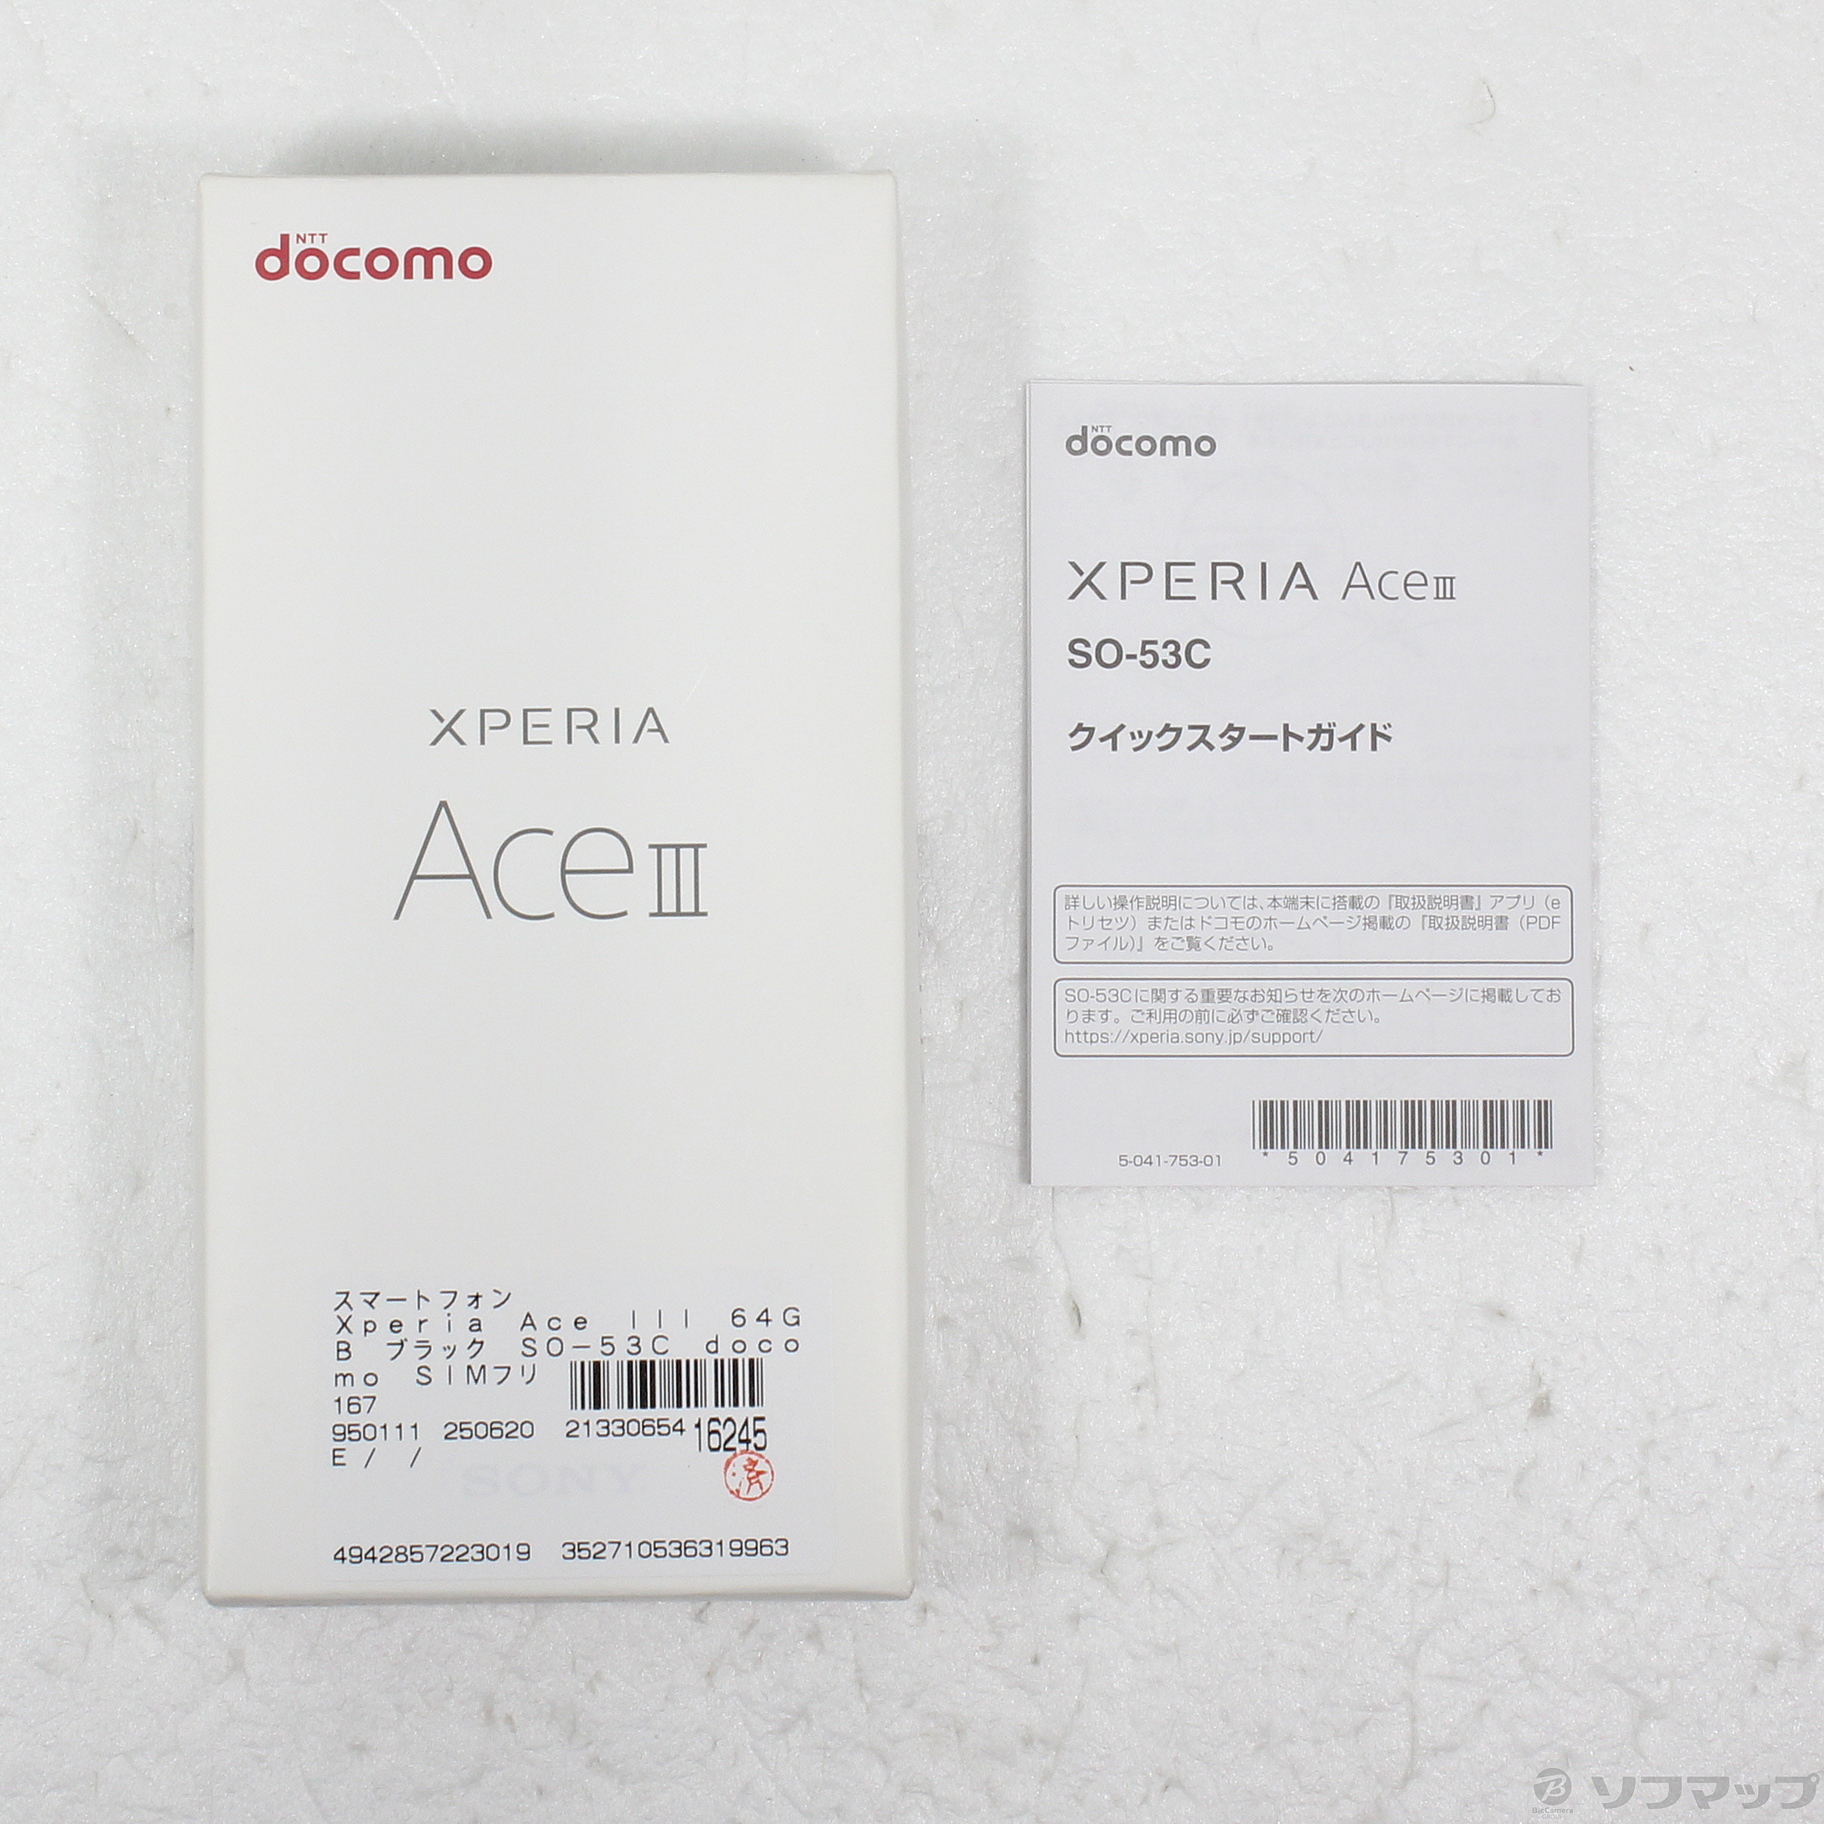 NTT
docomo
XPERIA
Ace III
スマートフォン
Xperia Ace III 64G
B ブラック SO-53C doco
mo SIMフリ
167
950111 250620 21330654 16245
E / /
済
SONY
4942857223019 352710536319963
NTT
docomo
XPERIA Ace III
SO-53C
クイックスタートガイド
詳しい操作説明については、本端末に搭載の『取扱説明書』アプリ（e
トリセツ）またはドコモのホームページ掲載の『取扱説明書（PDF
ファイル）』をご覧ください。
SO-53Cに関する重要なお知らせを次のホームページに掲載してお
ります。ご利用の前に必ずご確認ください。
https://xperia.sony.jp/support/
5-041-753-01 *504175301*
B BicCamera GROUP ソフマップ